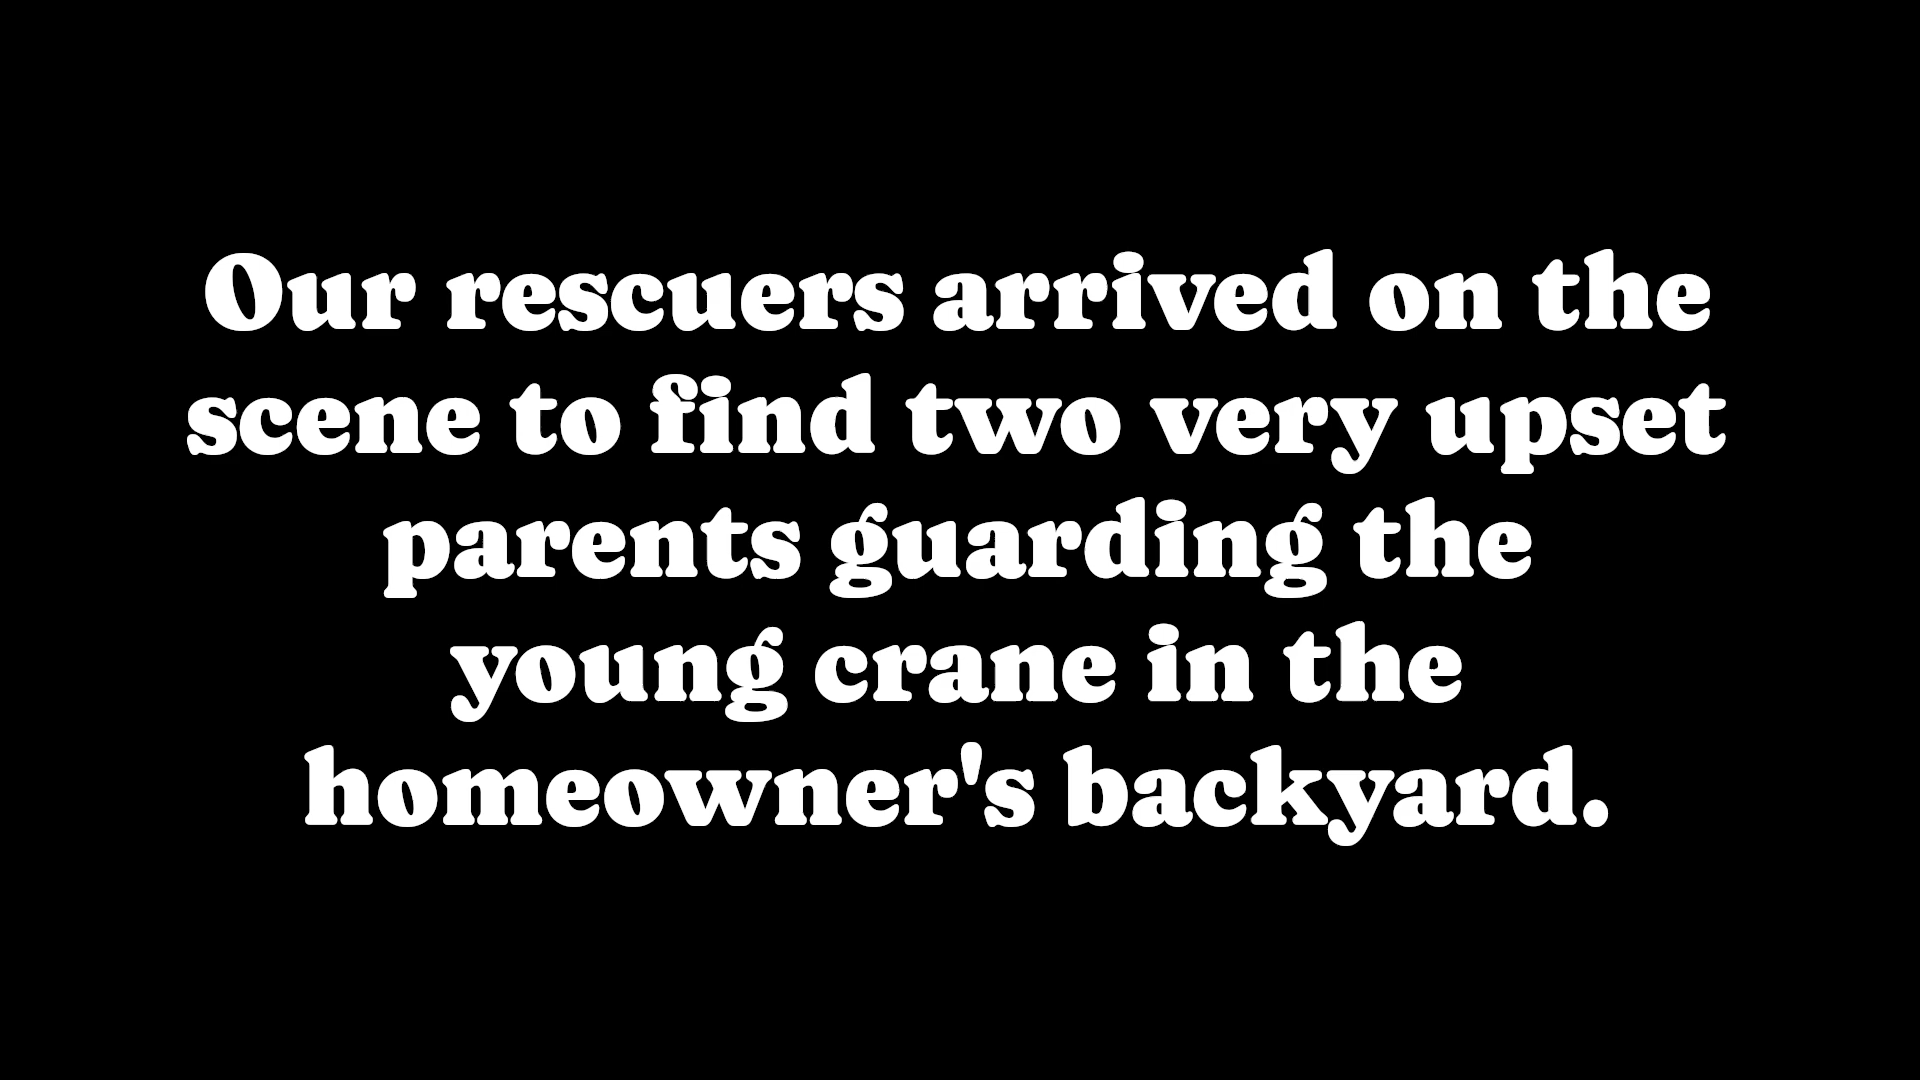 Our rescuers arrived on the
scene to find two very upset
parents guarding the
young crane in the
homeowner's backyard.